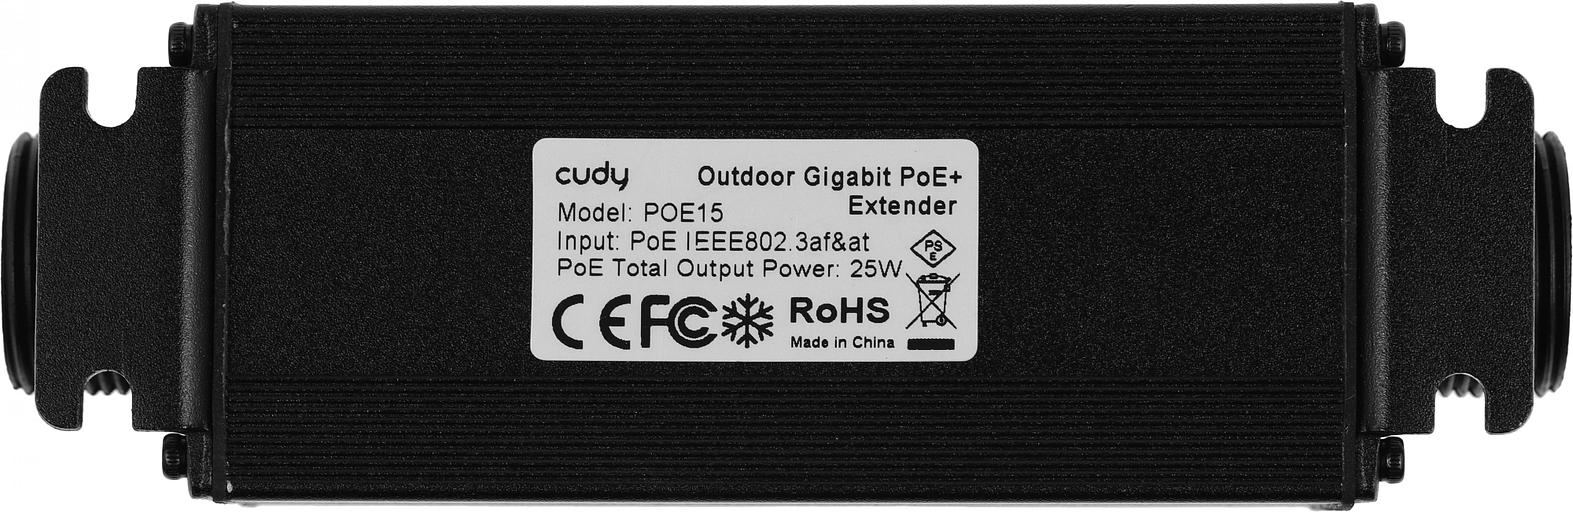 cudy
Outdoor Gigabit PoE+
Extender
Model: POE15
Input: PoE IEEE802.3af&at
PoE Total Output Power: 25W
PS
E
CE FC RoHS
Made in China